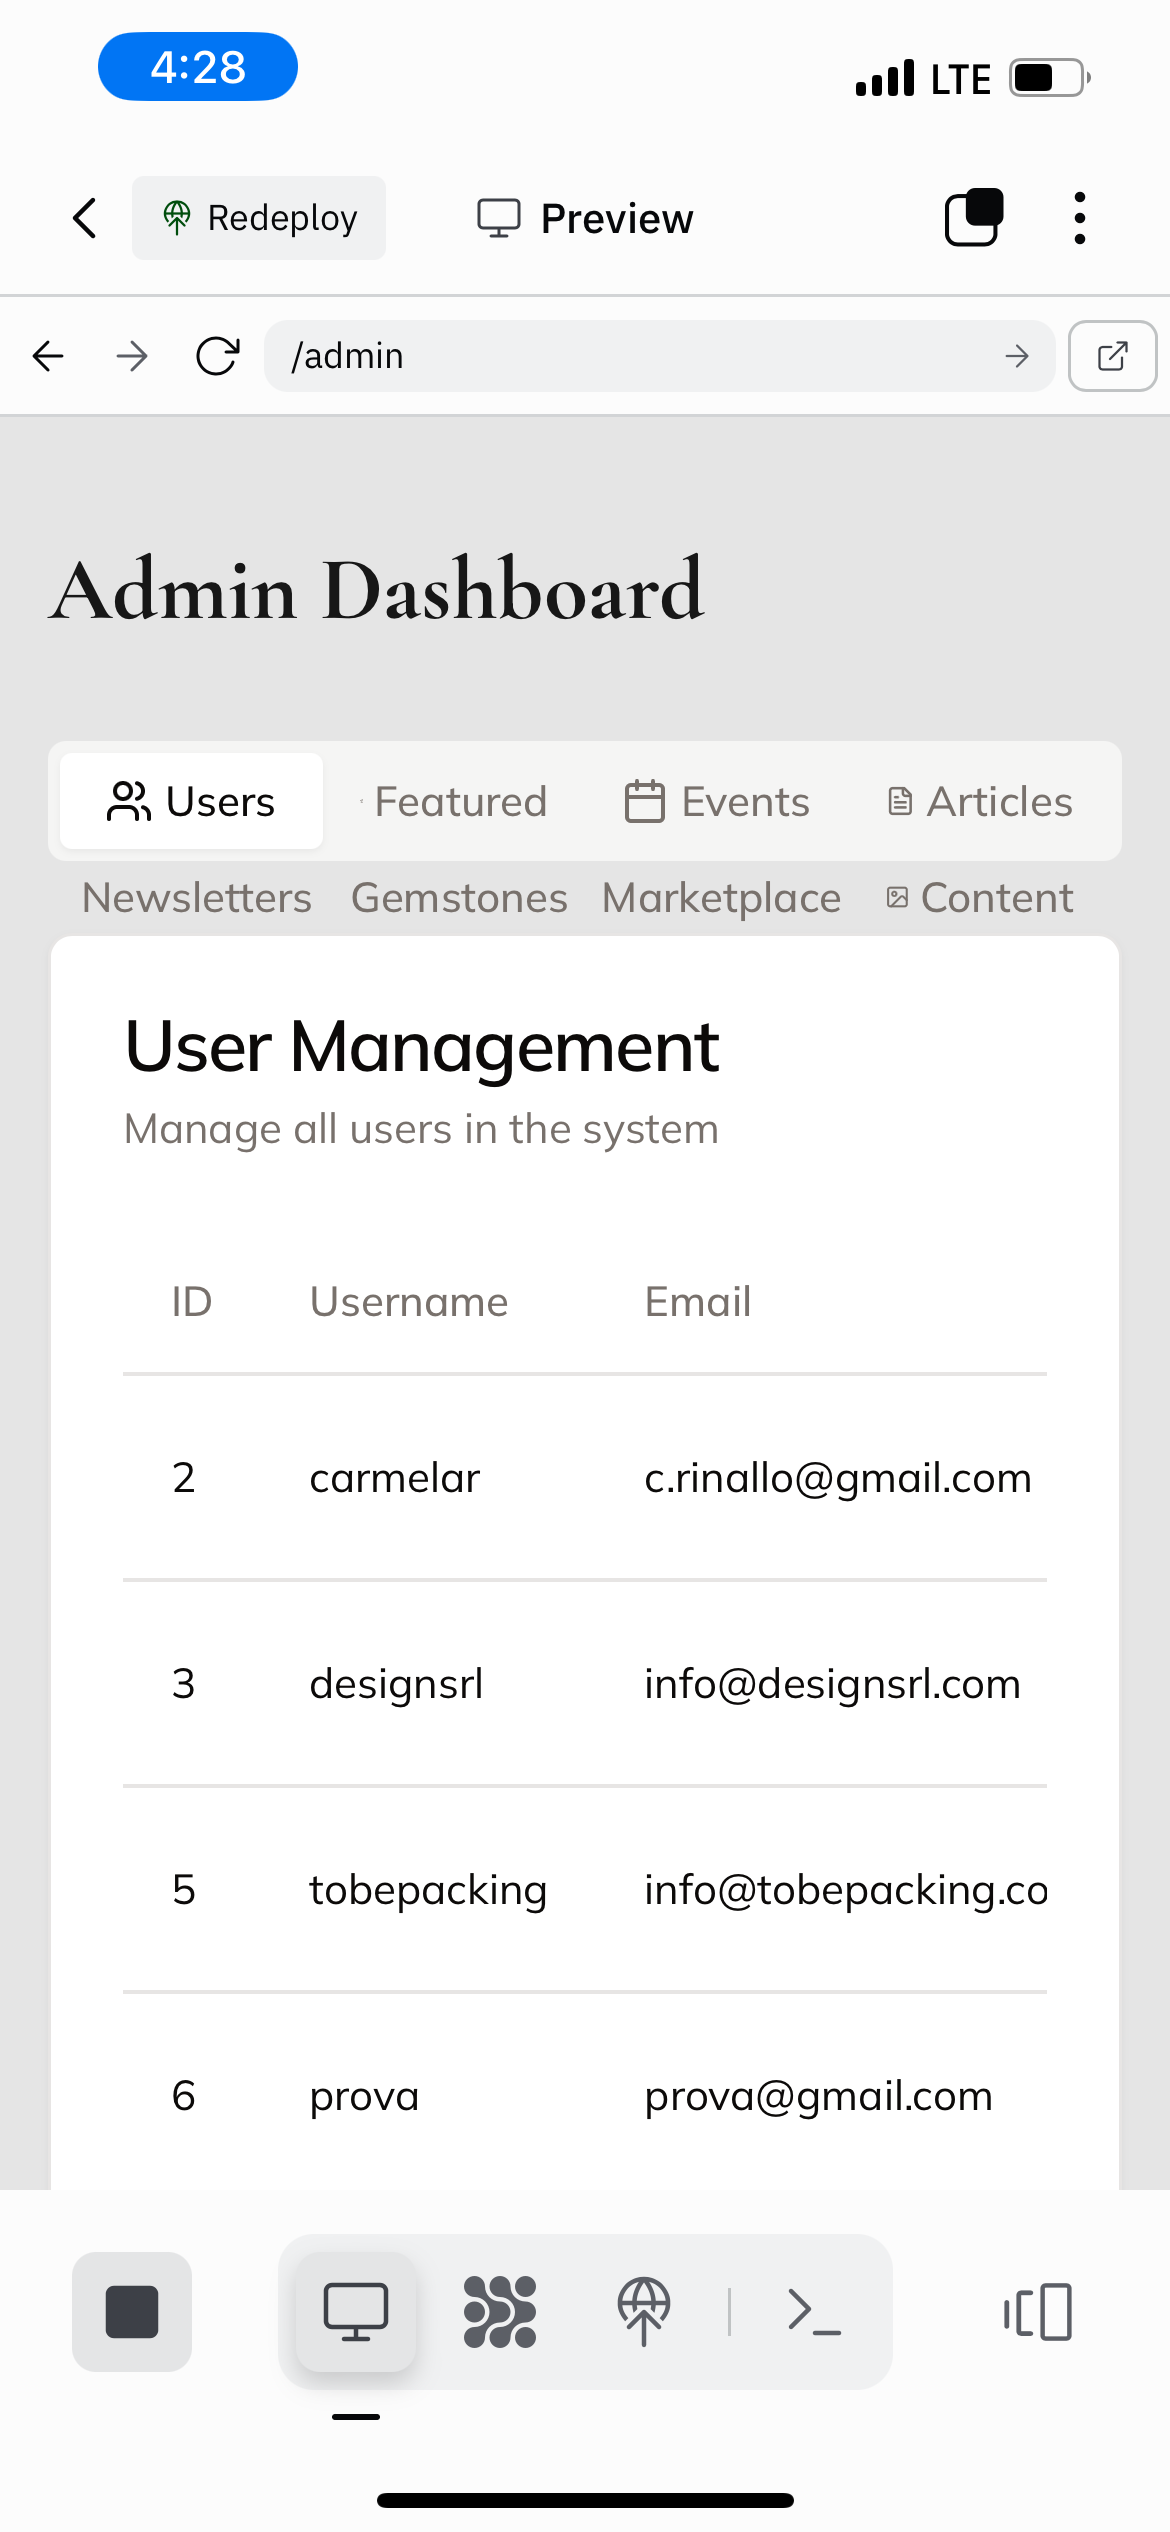 4:28 LTE
Redeploy Preview
/admin
Admin Dashboard
Users Featured Events Articles
Newsletters Gemstones Marketplace Content
User Management
Manage all users in the system
ID Username Email
2 carmelar c.rinallo@gmail.com
3 designsrl info@designsrl.com
5 tobepacking info@tobepacking.co
6 prova prova@gmail.com